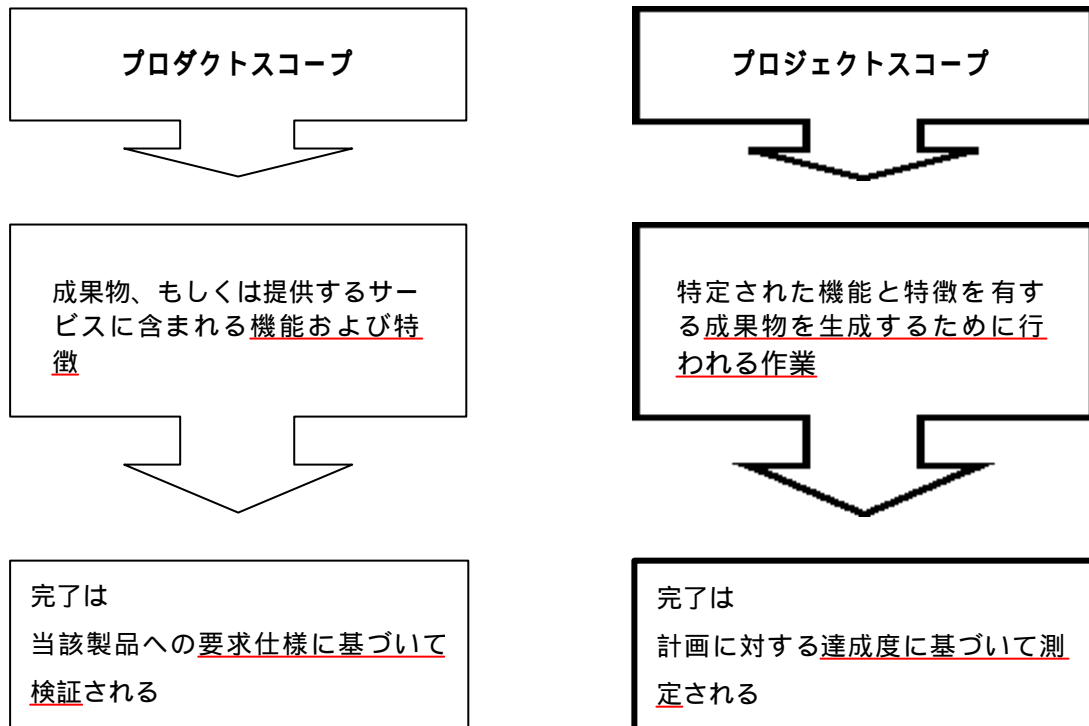 プロダクトスコープ
成果物、もしくは提供するサー
ビスに含まれる機能および特
徴
完了は
当該製品への要求仕様に基づいて
検証される
プロジェクトスコープ
特定された機能と特徴を有す
る成果物を生成するために行
われる作業
完了は
計画に対する達成度に基づいて測
定される